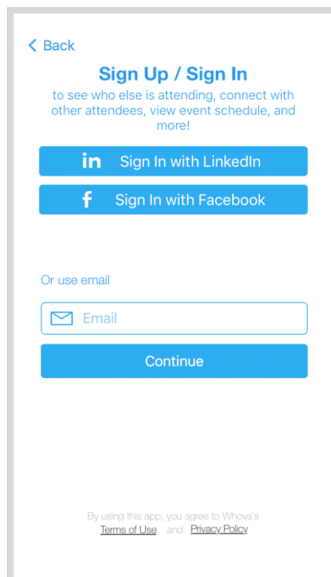 Back
Sign Up / Sign In
to see who else is attending, connect with
other attendees, view event schedule, and
more!
in Sign In with LinkedIn
f Sign In with Facebook
Or use email
Email
Continue
By using this app, you agree to Whova's
Terms of Use and Privacy Policy